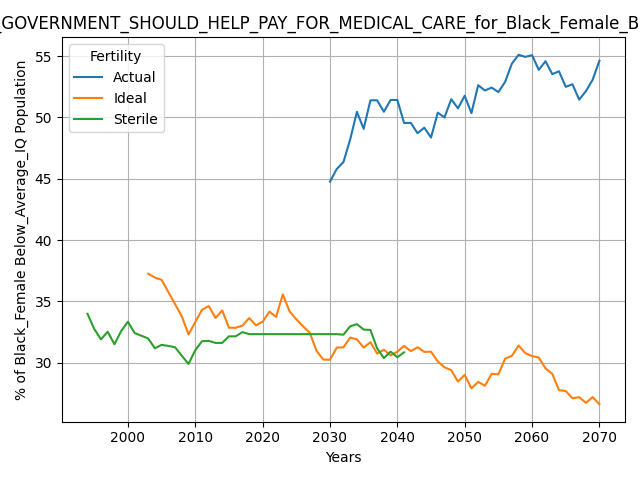 _GOVERNMENT_SHOULD_HELP_PAY_FOR_MEDICAL_CARE_for_Black_Female_B
Fertility
Actual
Ideal
Sterile
% of Black_Female Below_Average_IQ Population
55
50
45
40
35
30
2000
2010
2020
2030
2040
2050
2060
2070
Years